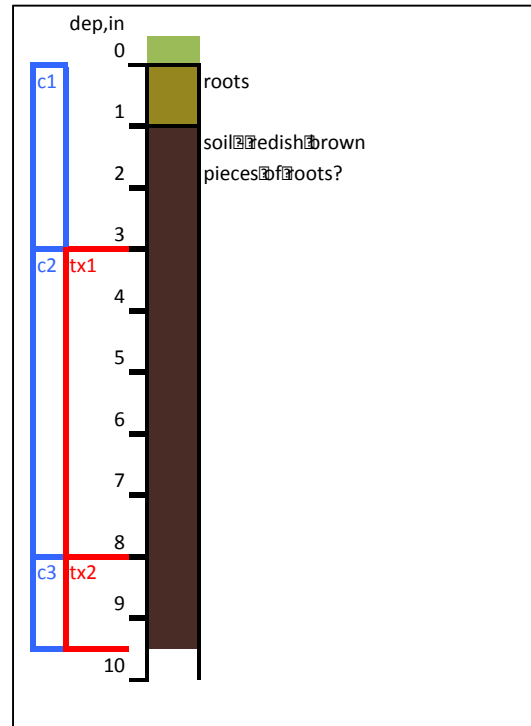 dep,in
0
c1
roots
1
soil - redish brown
2
pieces of roots?
3
c2
tx1
4
5
6
7
8
c3
tx2
9
10